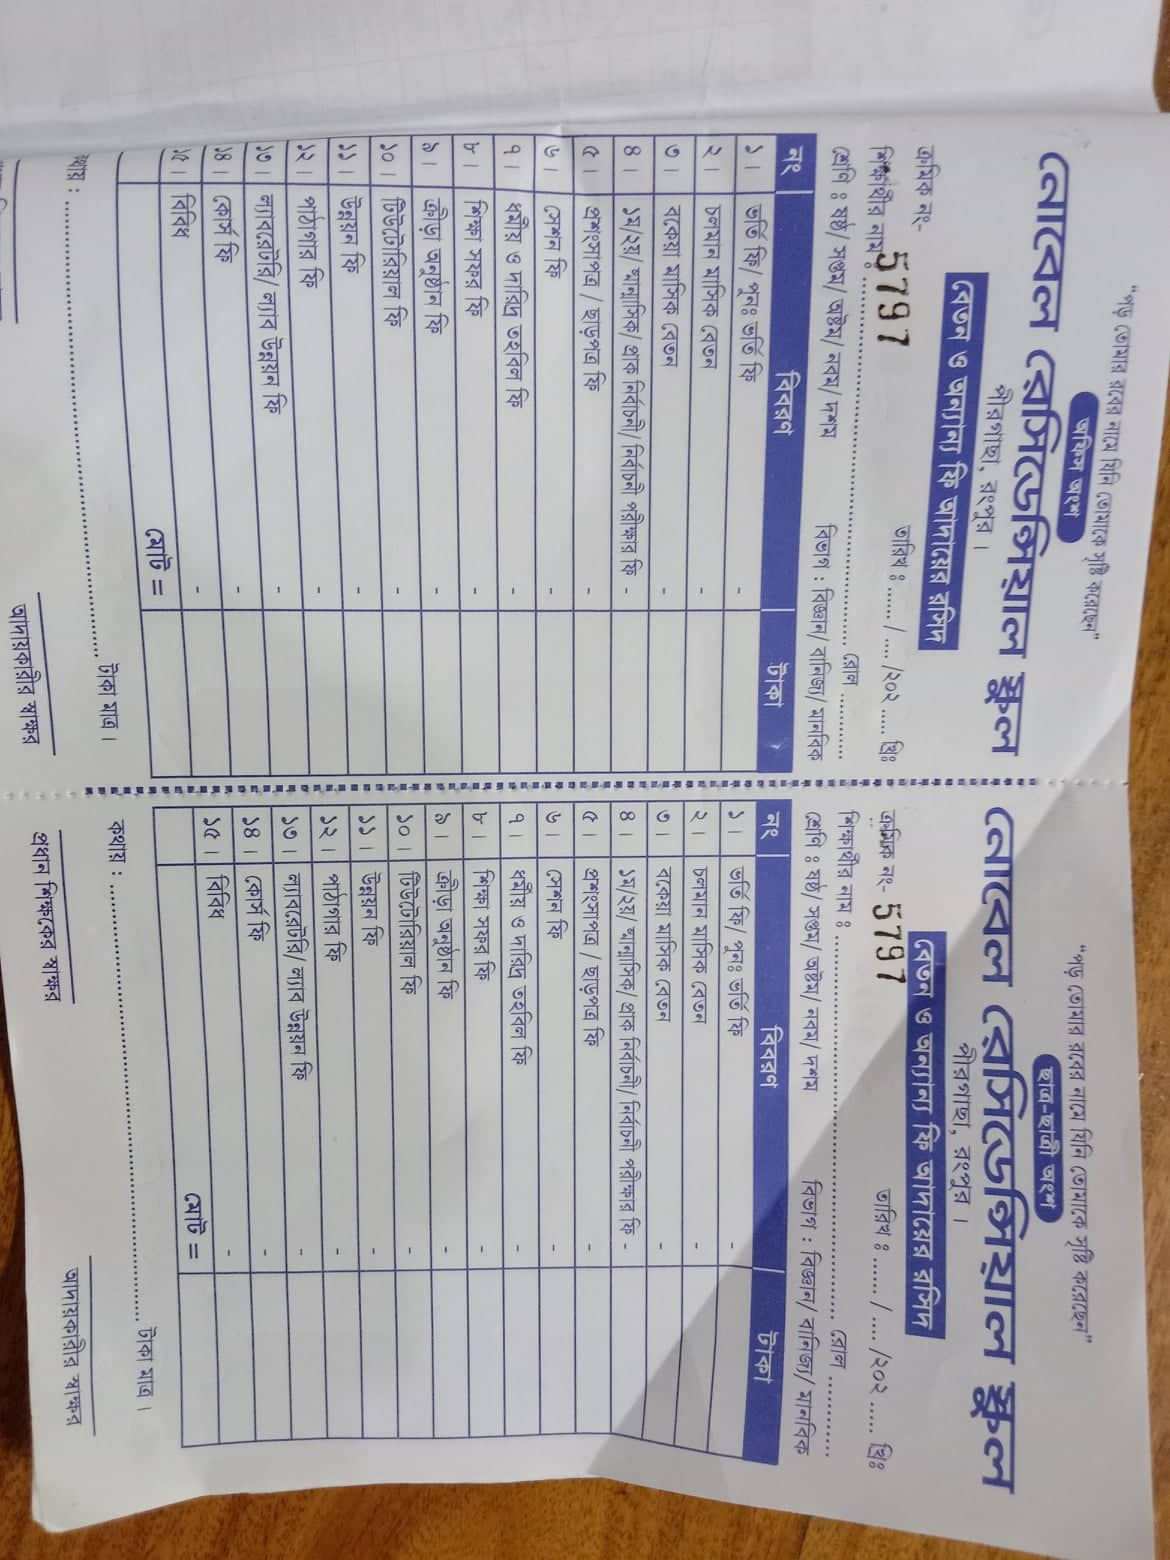 "পড় তোমার রবের নামে যিনি তোমাকে সৃষ্টি করেছেন"
অফিস অংশ
নোবেল রেসিডেন্সিয়াল স্কুল
পীরগাছা, রংপুর ।
বেতন ও অন্যান্য ফি আদায়ের রসিদ
ক্রমিক নং- 5797 তারিখ : ...... / .... /২০২ .... খ্রিঃ
শিক্ষার্থীর নাম : .......... রোল ..........
শ্রেণি : ষষ্ঠ/ সপ্তম/ অষ্টম/ নবম/ দশম বিভাগ : বিজ্ঞান/ বানিজ্য/ মানবিক
নং বিবরণ টাকা
১। ভর্তি ফি/ পুনঃ ভর্তি ফি -
২। চলমান মাসিক বেতন -
৩। বকেয়া মাসিক বেতন -
৪। ১ম/২য়/ ষান্মাসিক/ প্রাক নির্বাচনী/ নির্বাচনী পরীক্ষার ফি -
৫। প্রশংসাপত্র / ছাড়পত্র ফি -
৬। সেশন ফি -
৭। ধর্মীয় ও দারিদ্র তহবিল ফি -
৮। শিক্ষা সফর ফি -
৯। ক্রীড়া অনুষ্ঠান ফি -
১০। টিউটোরিয়াল ফি -
১১। উন্নয়ন ফি -
১২। পাঠাগার ফি -
১৩। ল্যাবরেটরি/ ল্যাব উন্নয়ন ফি -
১৪। কোর্স ফি -
১৫। বিবিধ -
মোট =
থায় : .......... টাকা মাত্র ।
আদায়কারীর স্বাক্ষর
"পড় তোমার রবের নামে যিনি তোমাকে সৃষ্টি করেছেন"
ছাত্র-ছাত্রী অংশ
নোবেল রেসিডেন্সিয়াল স্কুল
পীরগাছা, রংপুর ।
বেতন ও অন্যান্য ফি আদায়ের রসিদ
ক্রমিক নং- 5797 তারিখ : ...... / .... /২০২ .... খ্রিঃ
শিক্ষার্থীর নাম : .......... রোল ..........
শ্রেণি : ষষ্ঠ/ সপ্তম/ অষ্টম/ নবম/ দশম বিভাগ : বিজ্ঞান/ বানিজ্য/ মানবিক
নং বিবরণ টাকা
১। ভর্তি ফি/ পুনঃ ভর্তি ফি -
২। চলমান মাসিক বেতন -
৩। বকেয়া মাসিক বেতন -
৪। ১ম/২য়/ ষান্মাসিক/ প্রাক নির্বাচনী/ নির্বাচনী পরীক্ষার ফি -
৫। প্রশংসাপত্র / ছাড়পত্র ফি -
৬। সেশন ফি -
৭। ধর্মীয় ও দারিদ্র তহবিল ফি -
৮। শিক্ষা সফর ফি -
৯। ক্রীড়া অনুষ্ঠান ফি -
১০। টিউটোরিয়াল ফি -
১১। উন্নয়ন ফি -
১২। পাঠাগার ফি -
১৩। ল্যাবরেটরি/ ল্যাব উন্নয়ন ফি -
১৪। কোর্স ফি -
১৫। বিবিধ -
মোট =
কথায় : .......... টাকা মাত্র ।
প্রধান শিক্ষকের স্বাক্ষর আদায়কারীর স্বাক্ষর